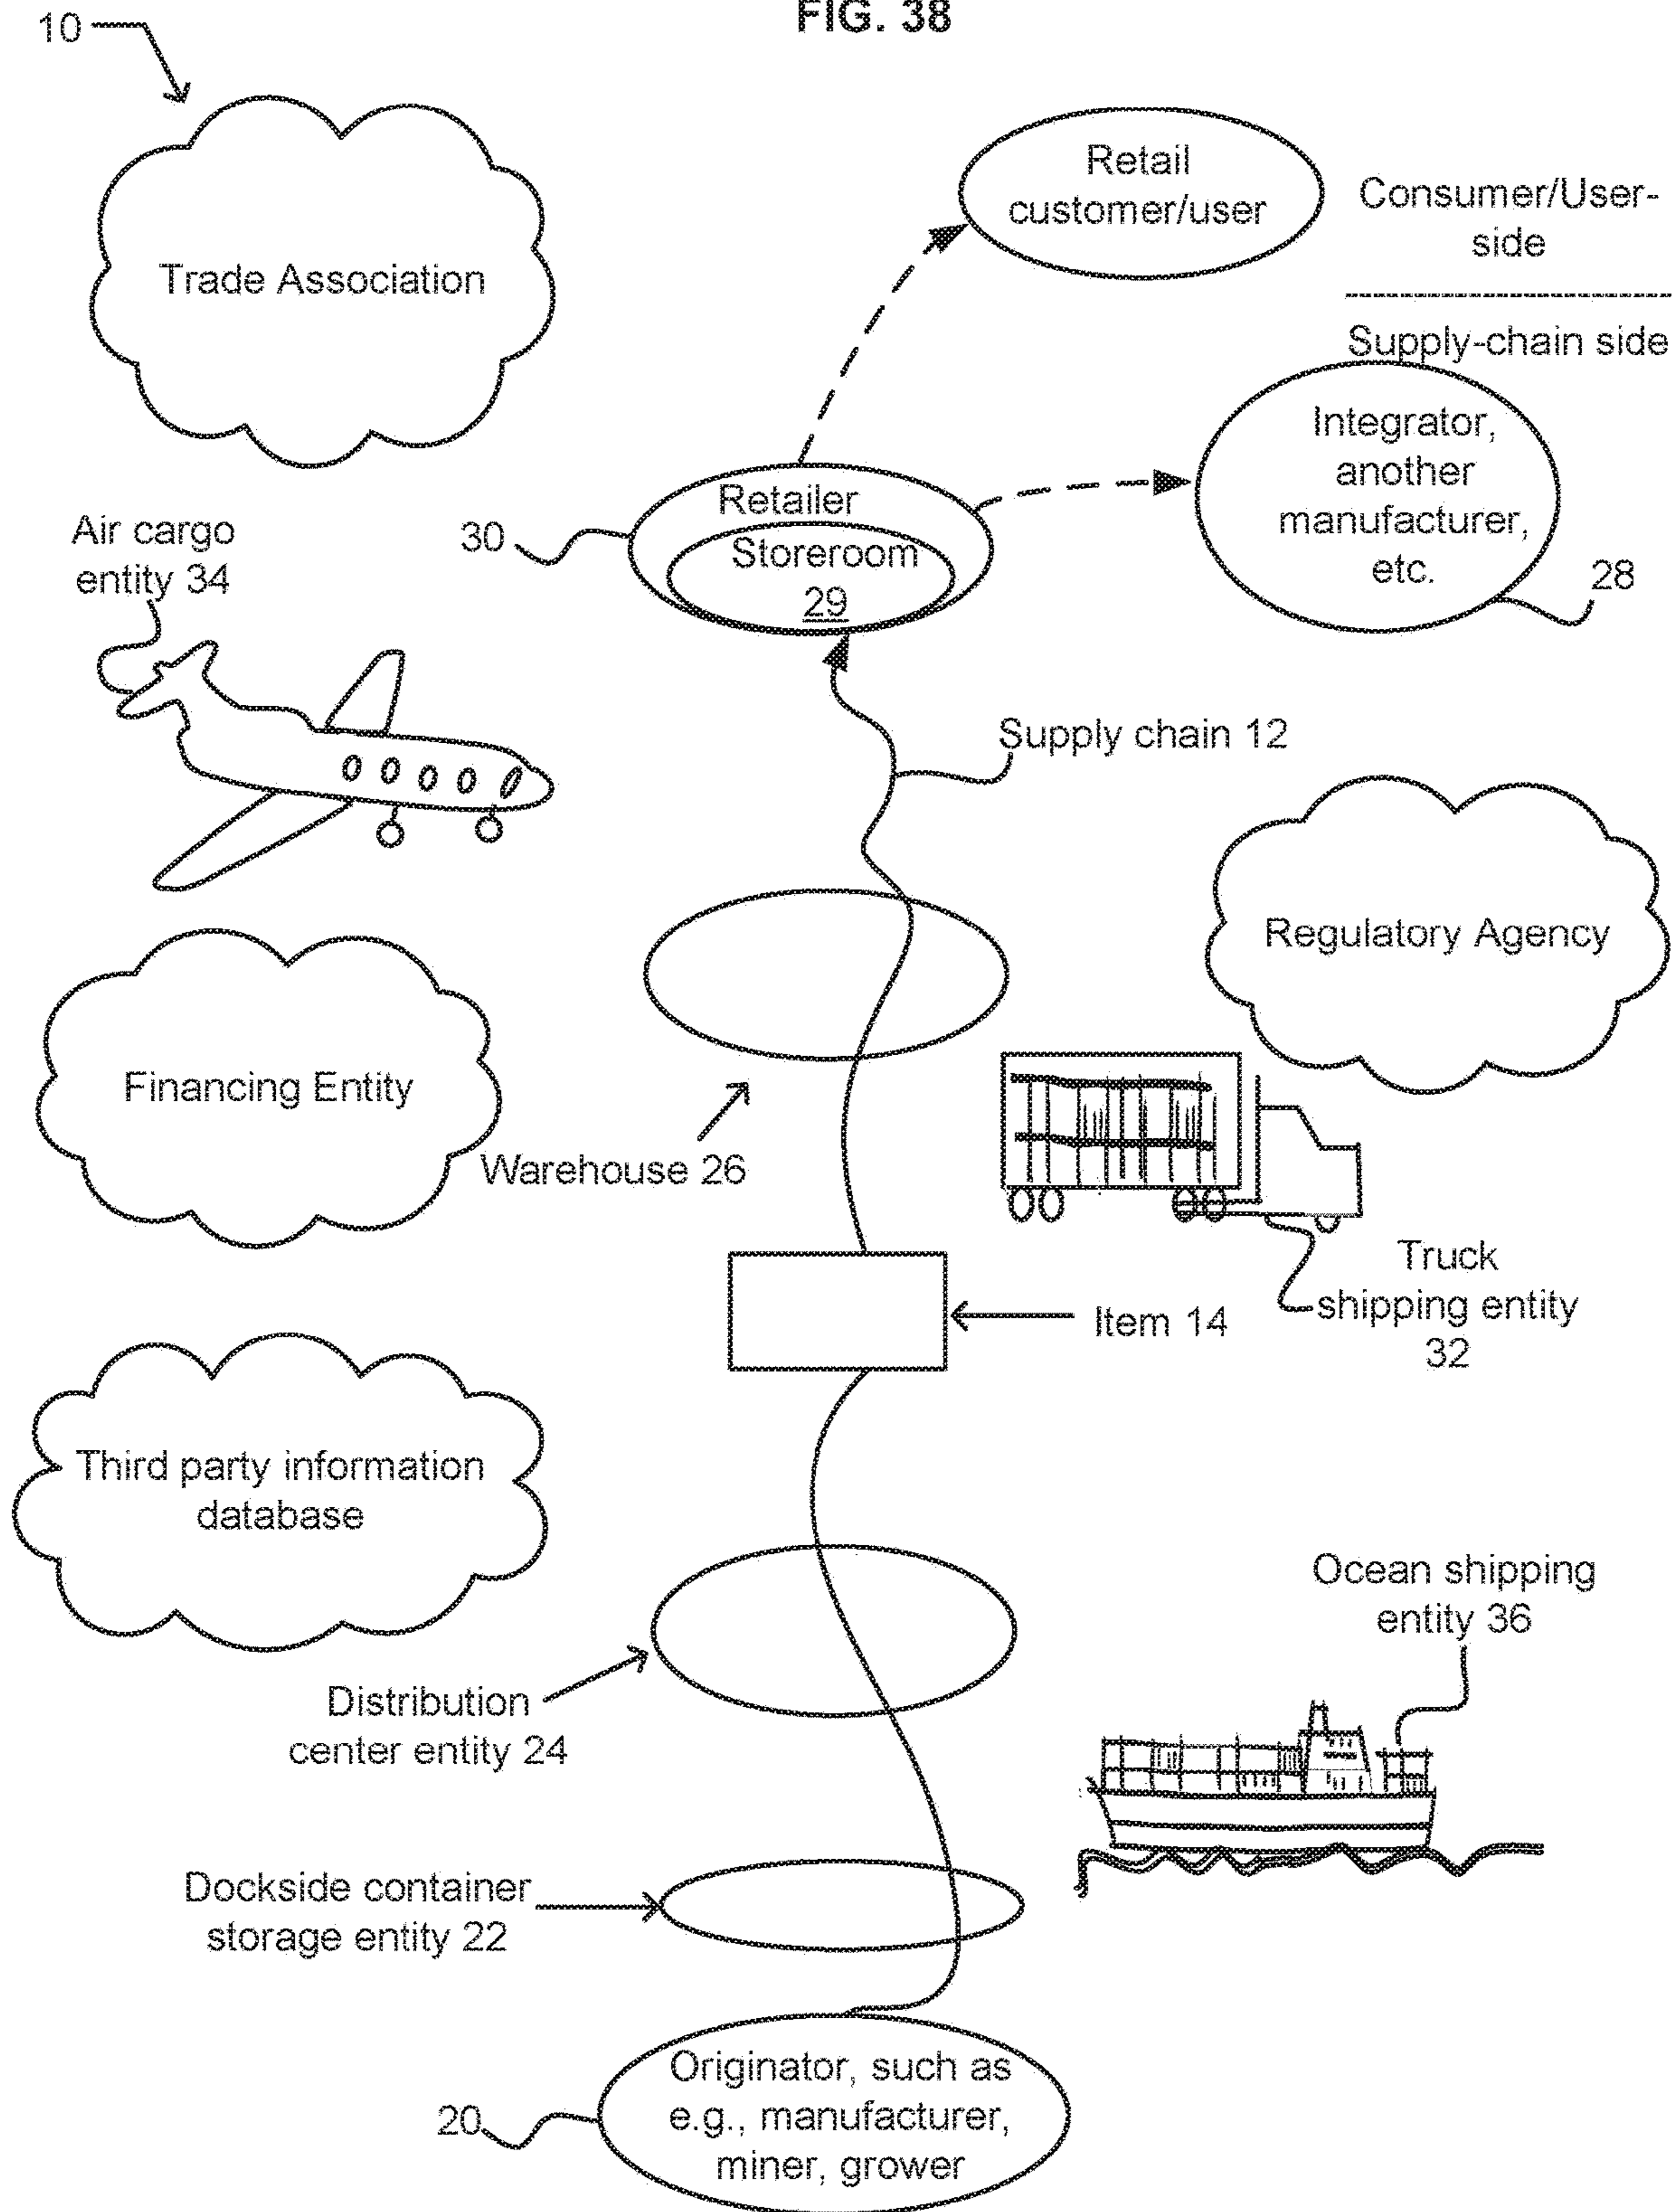 FIG. 38
10
Retail
customer/user
Consumer/User-
side
Trade Association
Supply-chain side
Integrator,
another
manufacturer,
etc.
28
Retailer
Storeroom
29
30
Air cargo
entity 34
Supply chain 12
Regulatory Agency
Financing Entity
Warehouse 26
Truck
shipping entity
32
Item 14
Third party information
database
Ocean shipping
entity 36
Distribution
center entity 24
Dockside container
storage entity 22
Originator, such as
e.g., manufacturer,
miner, grower
20